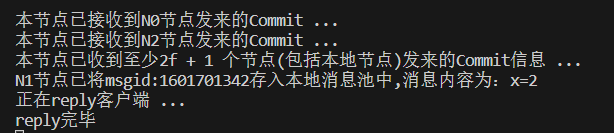 本节点已接收到N0节点发来的Commit ...
本节点已接收到N2节点发来的Commit ...
本节点已收到至少2f + 1 个节点(包括本地节点)发来的Commit信息 ...
N1节点已将msgid:1601701342存入本地消息池中,消息内容为：x=2
正在reply客户端 ...
reply完毕